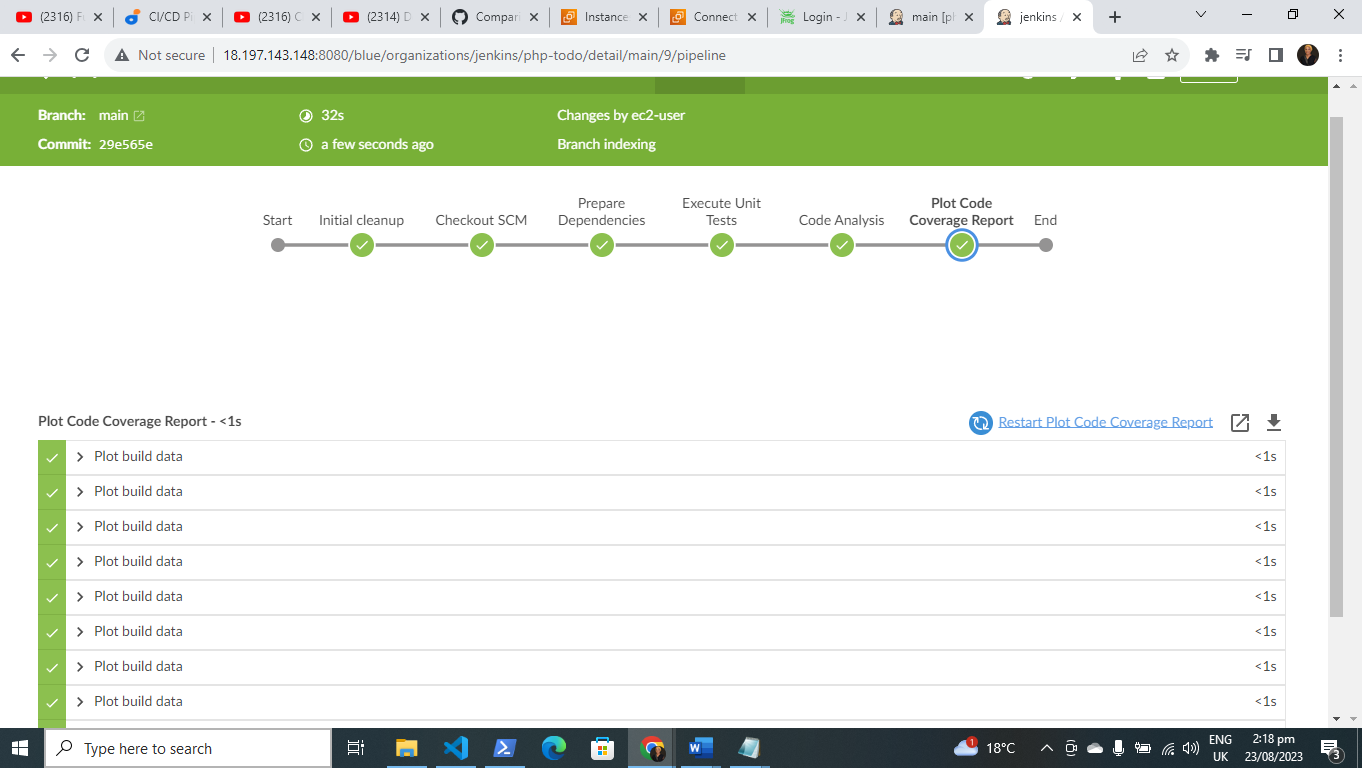 (2316) F
CI/CD Pi
(2316) C
(2314) D
Compari
Instance
Connect
Login - J
main [ph
jenkins /
Not secure
18.197.143.148:8080/blue/organizations/jenkins/php-todo/detail/main/9/pipeline
Branch: main
32s
Changes by ec2-user
Commit: 29e565e
a few seconds ago
Branch indexing
Start
Initial cleanup
Checkout SCM
Prepare
Dependencies
Execute Unit
Tests
Code Analysis
Plot Code
Coverage Report
End
Plot Code Coverage Report - <1s
Restart Plot Code Coverage Report
Plot build data <1s
Plot build data <1s
Plot build data <1s
Plot build data <1s
Plot build data <1s
Plot build data <1s
Plot build data <1s
Plot build data <1s
Type here to search
1
18°C
ENG
UK
2:18 pm
23/08/2023
3